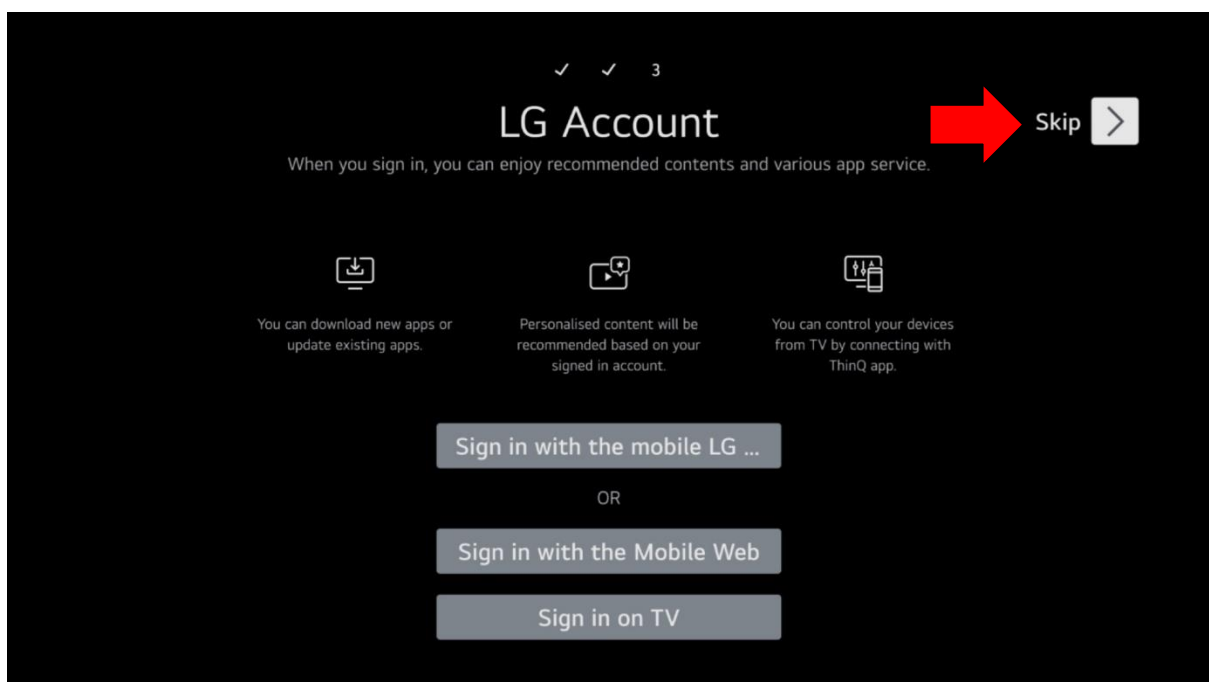 3
LG Account
Skip
When you sign in, you can enjoy recommended contents and various app service.
You can download new apps or
update existing apps.
Personalised content will be
recommended based on your
signed in account.
You can control your devices
from TV by connecting with
ThinQ app.
Sign in with the mobile LG ...
OR
Sign in with the Mobile Web
Sign in on TV